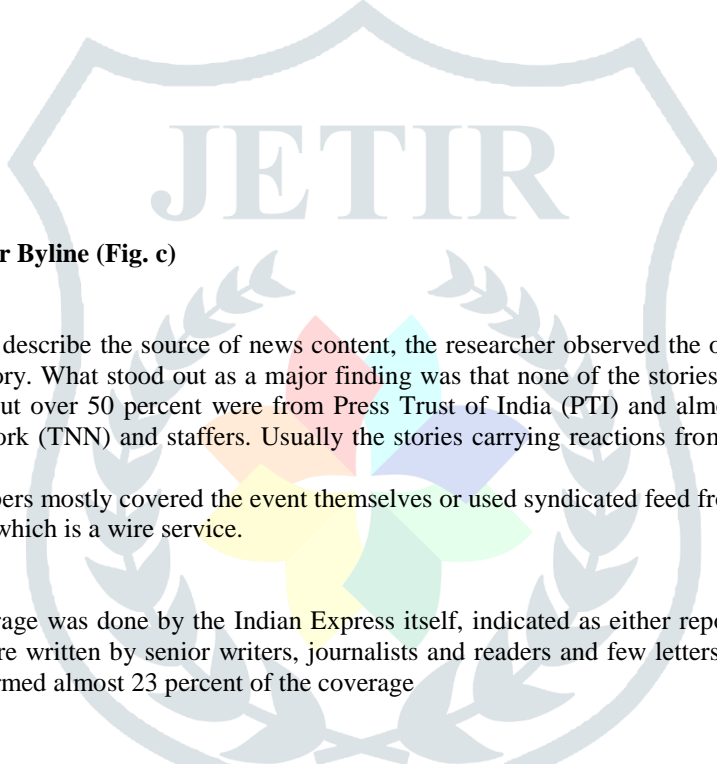 JETIR
r Byline (Fig. c)
describe the source of news content, the researcher observed the o
ory. What stood out as a major finding was that none of the stories
ut over 50 percent were from Press Trust of India (PTI) and alm
ork (TNN) and staffers. Usually the stories carrying reactions from
pers mostly covered the event themselves or used syndicated feed fr
which is a wire service.
rage was done by the Indian Express itself, indicated as either repo
re written by senior writers, journalists and readers and few letters
rmed almost 23 percent of the coverage